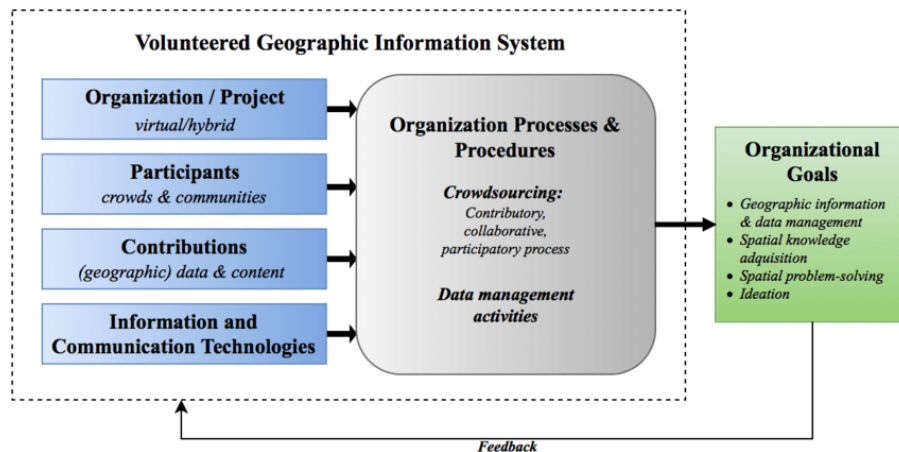 Volunteered Geographic Information System
Organization / Project
virtual/hybrid
Participants
crowds & communities
Contributions
(geographic) data & content
Information and
Communication Technologies
Organization Processes &
Procedures
Crowdsourcing:
Contributory,
collaborative,
participatory process
Data management
activities
Organizational
Goals
• Geographic information
& data management
• Spatial knowledge
adquisition
• Spatial problem-solving
• Ideation
Feedback